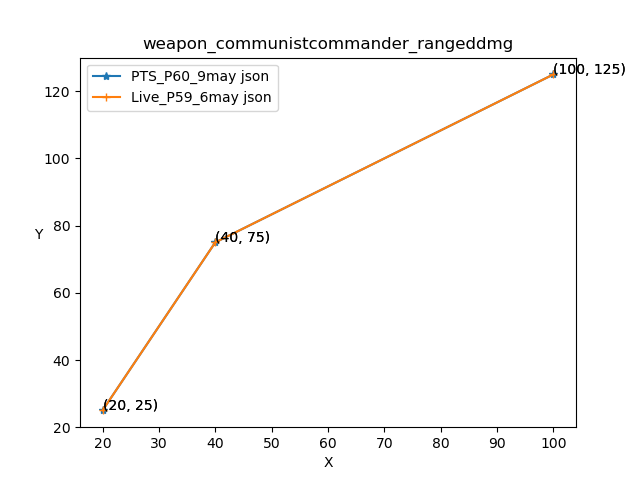 weapon_communistcommander_rangeddmg
PTS_P60_9may json
Live_P59_6may json
(100, 125)
(40, 75)
(20, 25)
Y
120
100
80
60
40
20
20 30 40 50 60 70 80 90 100
X